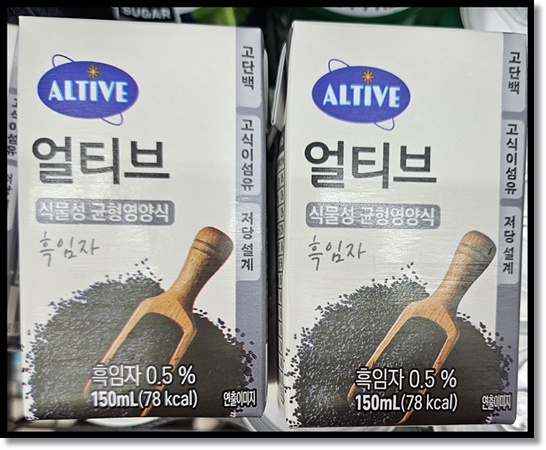 SUGAR
ALTIVE
얼티브
식물성 균형영양식
흑임자
고단백
고식이섬유
저당 설계
흑임자 0.5 %
150mL(78 kcal)
연출이미지
ALTIVE
얼티브
식물성 균형영양식
흑임자
고단백
고식이섬유
저당 설계
흑임자 0.5 %
150mL(78 kcal)
연출이미지